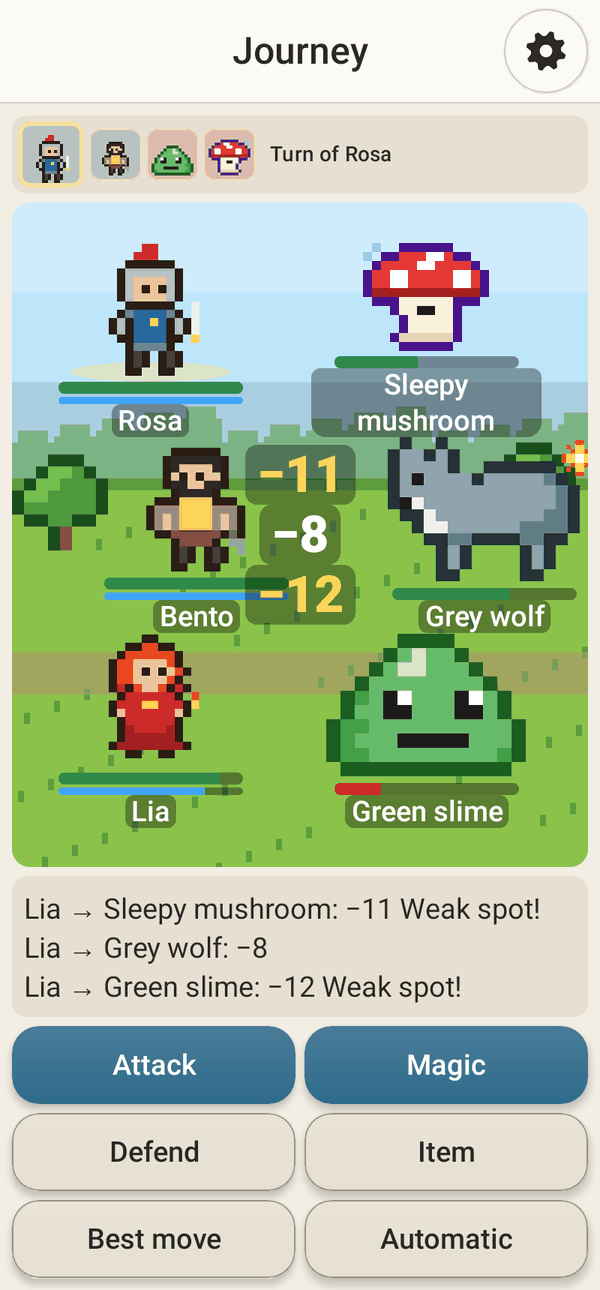 Journey
Turn of Rosa
Rosa
Sleepy
mushroom
−11
−8
−12
Bento
Grey wolf
Lia
Green slime
Lia → Sleepy mushroom: −11 Weak spot!
Lia → Grey wolf: −8
Lia → Green slime: −12 Weak spot!
Attack
Magic
Defend
Item
Best move
Automatic